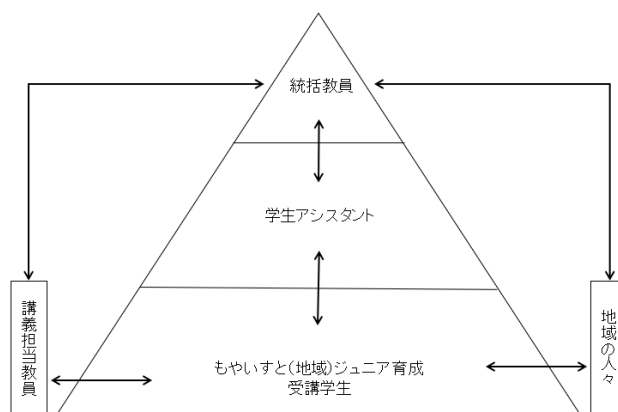 統括教員
学生アシスタント
講義担当教員
地域の人々
もやいすと(地域)ジュニア育成
受講学生